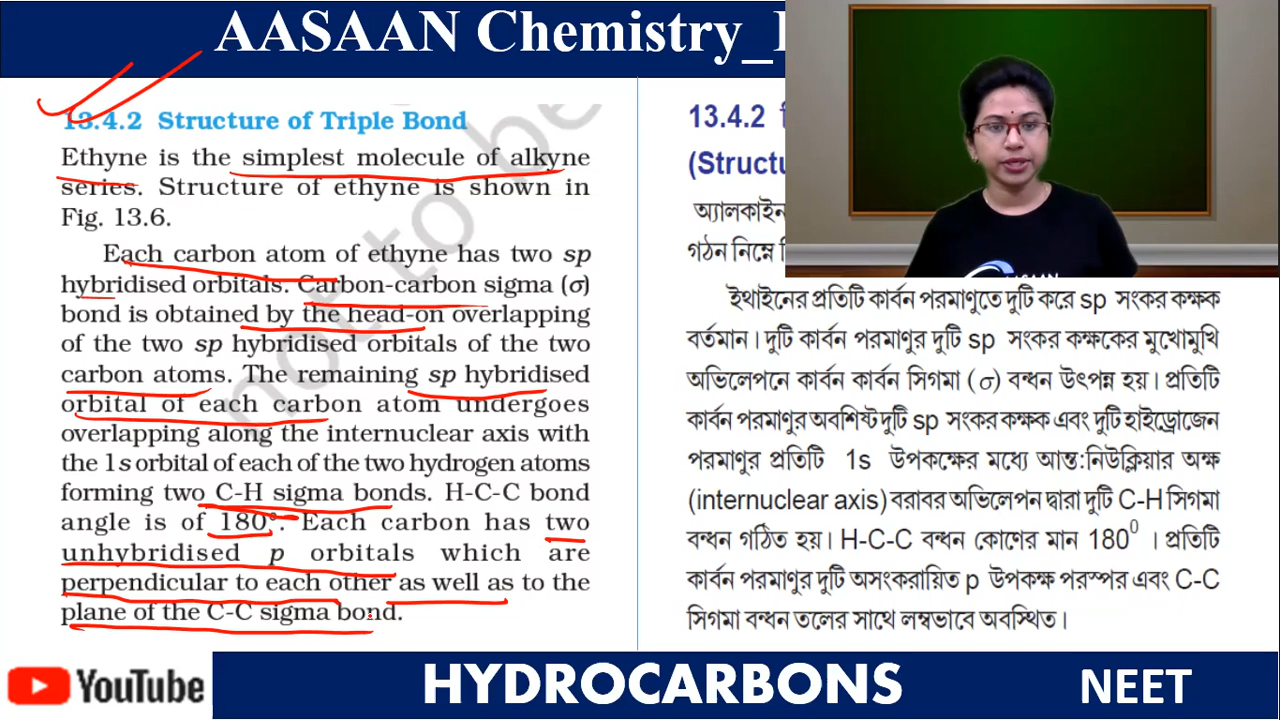 AASAAN Chemistry_
13.4.2 Structure of Triple Bond
Ethyne is the simplest molecule of alkyne
series. Structure of ethyne is shown in
Fig. 13.6.
Each carbon atom of ethyne has two sp
hybridised orbitals. Carbon-carbon sigma (σ)
bond is obtained by the head-on overlapping
of the two sp hybridised orbitals of the two
carbon atoms. The remaining sp hybridised
orbital of each carbon atom undergoes
overlapping along the internuclear axis with
the 1s orbital of each of the two hydrogen atoms
forming two C-H sigma bonds. H-C-C bond
angle is of 180°. Each carbon has two
unhybridised p orbitals which are
perpendicular to each other as well as to the
plane of the C-C sigma bond.
not to be
13.4.2
(Structu
অ্যালকাইন
গঠন নিম্নে
AASAAN
ইথাইনের প্রতিটি কার্বন পরমাণুতে দুটি করে sp সংকর কক্ষক
বর্তমান। দুটি কার্বন পরমাণুর দুটি sp সংকর কক্ষকের মুখোমুখি
অভিলেপনে কার্বন কার্বন সিগমা (σ) বন্ধন উৎপন্ন হয়। প্রতিটি
কার্বন পরমাণুর অবশিষ্ট দুটি sp সংকর কক্ষক এবং দুটি হাইড্রোজেন
পরমাণুর প্রতিটি 1s উপকক্ষের মধ্যে আন্ত:নিউক্লিয়ার অক্ষ
(internuclear axis) বরাবর অভিলেপন দ্বারা দুটি C-H সিগমা
বন্ধন গঠিত হয়। H-C-C বন্ধন কোণের মান 180⁰ । প্রতিটি
কার্বন পরমাণুর দুটি অসংকরায়িত p উপকক্ষ পরস্পর এবং C-C
সিগমা বন্ধন তলের সাথে লম্বভাবে অবস্থিত।
YouTube
HYDROCARBONS
NEET